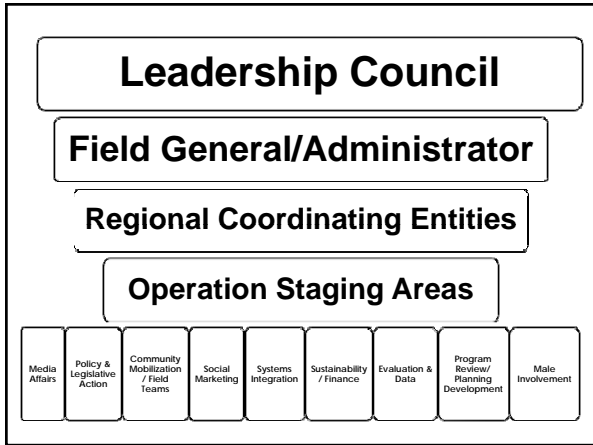 Leadership Council
Field General/Administrator
Regional Coordinating Entities
Operation Staging Areas
Media
Affairs
Policy &
Legislative
Action
Community
Mobilization
/ Field
Teams
Social
Marketing
Systems
Integration
Sustainability
/ Finance
Evaluation &
Data
Program
Review/
Planning
Development
Male
Involvement